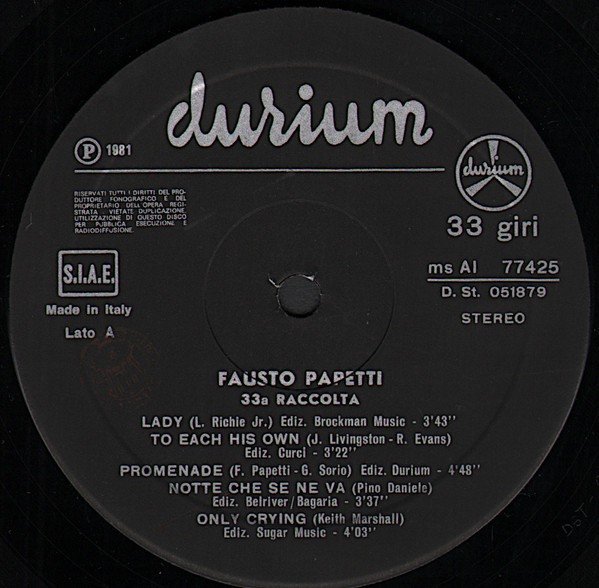 durium
P 1981
durium
RISERVATI TUTTI I DIRITTI DEL PRO-
DUTTORE FONOGRAFICO E DEL
PROPRIETARIO DELL'OPERA REGI-
STRATA - VIETATE DUPLICAZIONE,
UTILIZZAZIONE DI QUESTO DISCO
PER PUBBLICA ESECUZIONE E
RADIODIFFUSIONE.
33 giri
S.I.A.E.
ms AI 77425
D. St. 051879
Made in Italy
STEREO
Lato A
FAUSTO PAPETTI
33a RACCOLTA
LADY (L. Richie Jr.) Ediz. Brockman Music - 3'43''
TO EACH HIS OWN (J. Livingston - R. Evans)
Ediz. Curci - 3'22''
PROMENADE (F. Papetti - G. Sorio) Ediz. Durium - 4'48''
NOTTE CHE SE NE VA (Pino Daniele)
Ediz. Belriver/Bagaria - 3'37''
ONLY CRYING (Keith Marshall)
Ediz. Sugar Music - 4'03''